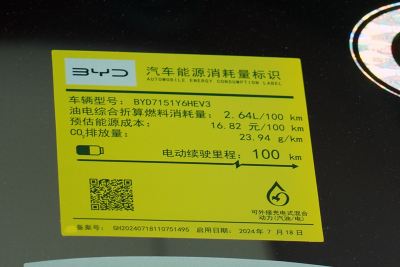 BYD 汽车能源消耗量标识
AUTOMOBILE ENERGY CONSUMPTION LABEL
车辆型号: BYD7151Y6HEV3
油电综合折算燃料消耗量: 2.64L/100 km
预估能源成本: 16.82 元/100 km
CO₂排放量: 23.94 g/km
电动续驶里程: 100 km
可外接充电式混合
动力(汽油/电)
备案号: GH20240718110751495 启用日期: 2024年 7 月 18日